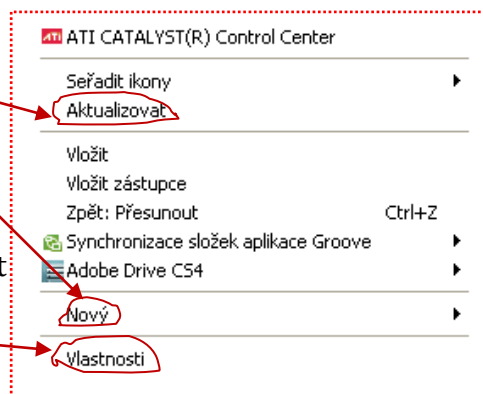 ATI ATI CATALYST(R) Control Center
Seřadit ikony
Aktualizovat
Vložit
Vložit zástupce
Zpět: Přesunout Ctrl+Z
Synchronizace složek aplikace Groove
t Adobe Drive CS4
Nový
Vlastnosti